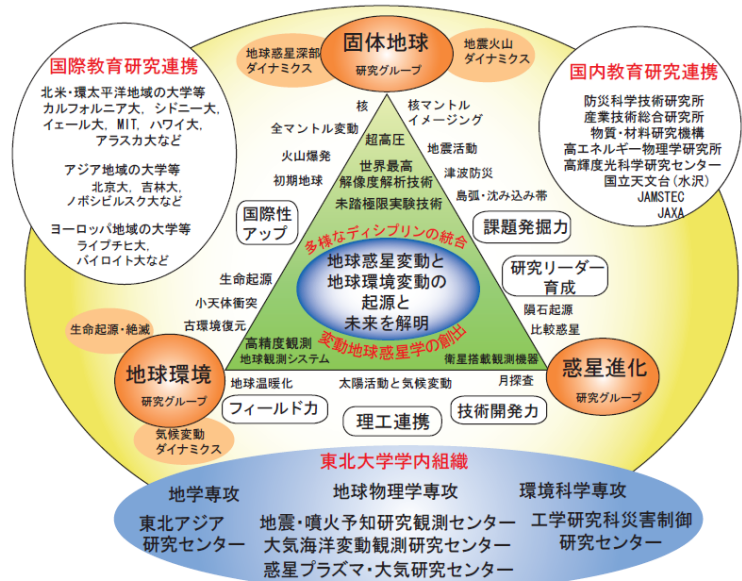 固体地球
研究グループ
地球惑星深部
ダイナミクス
地震火山
ダイナミクス
国際教育研究連携
北米・環太平洋地域の大学等
カルフォルニア大, シドニー大,
イェール大, MIT, ハワイ大,
アラスカ大など
アジア地域の大学等
北京大, 吉林大,
ノボシビルスク大など
ヨーロッパ地域の大学等
ライプチヒ大,
バイロイト大など
国内教育研究連携
防災科学技術研究所
産業技術総合研究所
物質・材料研究機構
高エネルギー物理学研究所
高輝度光科学研究センター
国立天文台(水沢)
JAMSTEC
JAXA
核
全マントル変動
火山爆発
初期地球
核マントル
イメージング
地震活動
津波防災
島弧・沈み込み帯
超高圧
世界最高
解像度解析技術
未踏極限実験技術
国際性
アップ
課題発掘力
多様なディシプリンの統合
地球惑星変動と
地球環境変動の
起源と
未来を解明
変動地球惑星学の創出
研究リーダー
育成
生命起源
小天体衝突
古環境復元
隕石起源
比較惑星
生命起源・絶滅
高精度観測
地球観測システム
衛星搭載観測機器
地球環境
研究グループ
惑星進化
研究グループ
地球温暖化
太陽活動と気候変動
月探査
フィールド力
理工連携
技術開発力
気候変動
ダイナミクス
東北大学学内組織
地学専攻
地球物理学専攻
環境科学専攻
東北アジア
研究センター
地震・噴火予知研究観測センター
大気海洋変動観測研究センター
惑星プラズマ・大気研究センター
工学研究科災害制御
研究センター